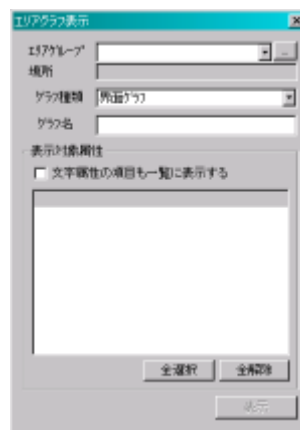 エリアグラフ表示
エリアグループ
...
場所
グラフ種類 界面グラフ
グラフ名
表示対象属性
文字属性の項目も一覧に表示する
全選択 全解除
表示